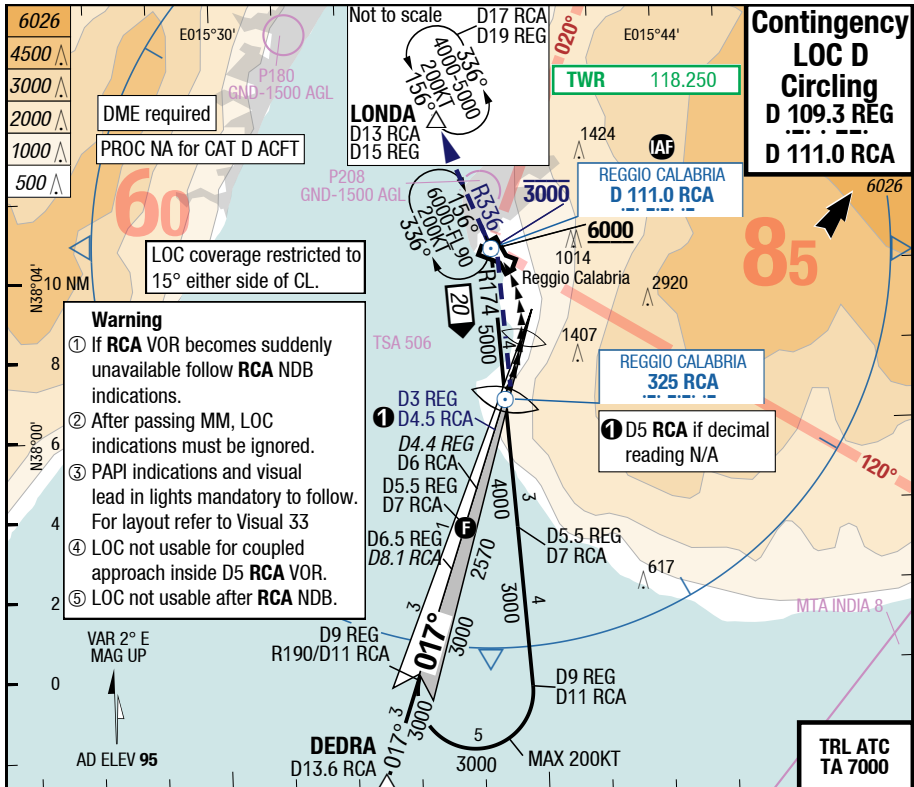 6026
4500
3000
2000
1000
500
E015°30'
P180
GND-1500 AGL
DME required
PROC NA for CAT D ACFT
60
Not to scale
D17 RCA
D19 REG
336°
4000-5000
200KT
156°
LONDA
D13 RCA
D15 REG
020°
E015°44'
TWR 118.250
Contingency
LOC D
Circling
D 109.3 REG
D 111.0 RCA
6026
1424
IAF
REGGIO CALABRIA
D 111.0 RCA
P208
GND-1500 AGL
3000
R336
156°
6000-FL 90
200KT
336°
6000
1014
Reggio Calabria
85
2920
1407
LOC coverage restricted to
15° either side of CL.
N38°04'
10 NM
8
6
4
2
0
N38°00'
R174
5000
20
4
TSA 506
Warning
① If RCA VOR becomes suddenly
unavailable follow RCA NDB
indications.
② After passing MM, LOC
indications must be ignored.
③ PAPI indications and visual
lead in lights mandatory to follow.
For layout refer to Visual 33
④ LOC not usable for coupled
approach inside D5 RCA VOR.
⑤ LOC not usable after RCA NDB.
REGGIO CALABRIA
325 RCA
1 D5 RCA if decimal
reading N/A
120°
D3 REG
1 D4.5 RCA
D4.4 REG
D6 RCA
D5.5 REG
D7 RCA
F
D6.5 REG
D8.1 RCA
1
2570
4000
3
D5.5 REG
D7 RCA
3000
4
617
MTA INDIA 8
3
017°
3000
D9 REG
R190/D11 RCA
D9 REG
D11 RCA
VAR 2° E
MAG UP
AD ELEV 95
DEDRA
D13.6 RCA
017°
3
3000
5
3000
MAX 200KT
TRL ATC
TA 7000